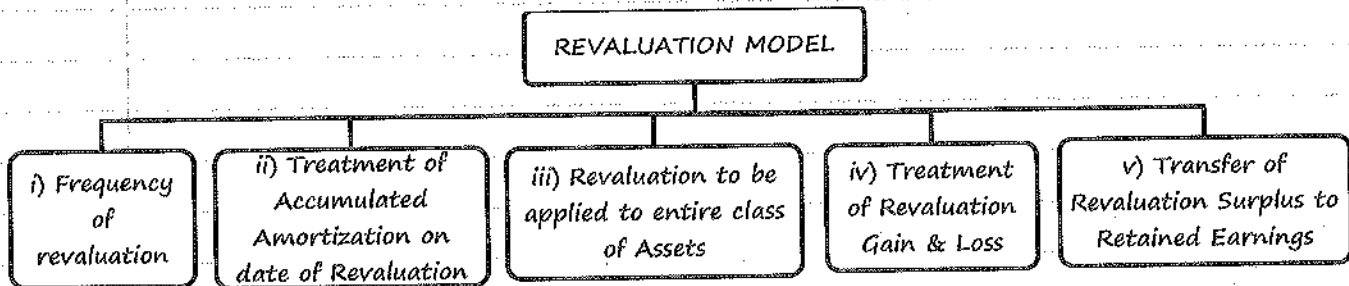 REVALUATION MODEL
i) Frequency
of
revaluation
ii) Treatment of
Accumulated
Amortization on
date of Revaluation
iii) Revaluation to be
applied to entire class
of Assets
iv) Treatment
of Revaluation
Gain & Loss
v) Transfer of
Revaluation Surplus to
Retained Earnings